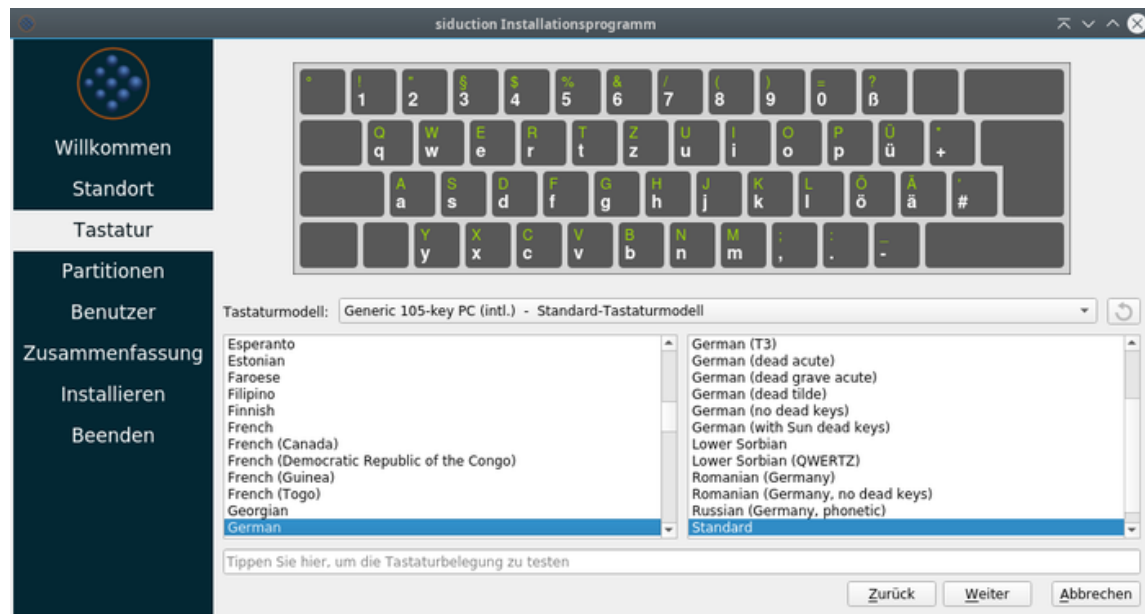 siduction Installationsprogramm
Willkommen
Standort
Tastatur
Partitionen
Benutzer
Zusammenfassung
Installieren
Beenden
° ! " § $ % & / ( ) = ?
1 2 3 4 5 6 7 8 9 0 ß
Q W E R T Z U I O P Ü *
q w e r t z u i o p ü +
A S D F G H J K L Ö Ä '
a s d f g h j k l ö ä #
Y X C V B N M ; : _
y x c v b n m , . -
Tastaturmodell: Generic 105-key PC (intl.) - Standard-Tastaturmodell
Esperanto
Estonian
Faroese
Filipino
Finnish
French
French (Canada)
French (Democratic Republic of the Congo)
French (Guinea)
French (Togo)
Georgian
German
German (T3)
German (dead acute)
German (dead grave acute)
German (dead tilde)
German (no dead keys)
German (with Sun dead keys)
Lower Sorbian
Lower Sorbian (QWERTZ)
Romanian (Germany)
Romanian (Germany, no dead keys)
Russian (Germany, phonetic)
Standard
Tippen Sie hier, um die Tastaturbelegung zu testen
Zurück Weiter Abbrechen